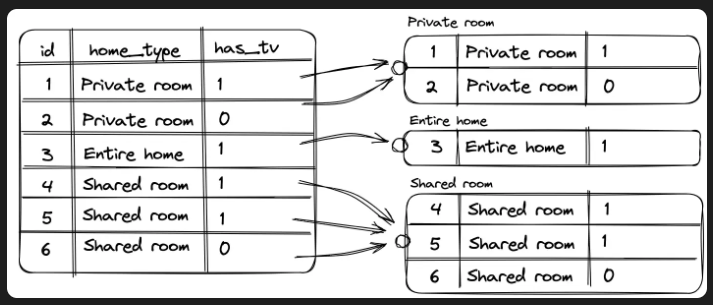 id home_type has_tv
1 Private room 1
2 Private room 0
3 Entire home 1
4 Shared room 1
5 Shared room 1
6 Shared room 0
Private room
1 Private room 1
2 Private room 0
Entire home
3 Entire home 1
Shared room
4 Shared room 1
5 Shared room 1
6 Shared room 0